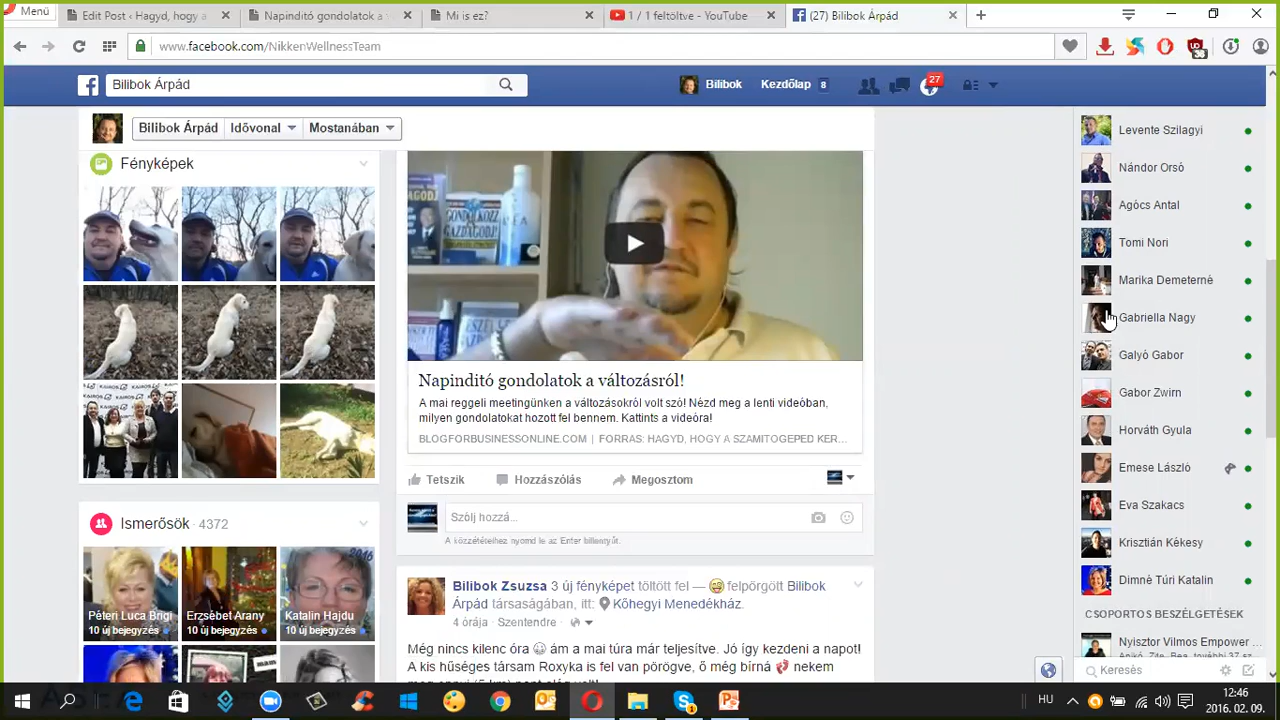 Menü
Edit Post ‹ Hagyd, hogy a
Napindító gondolatok a v
Mi is ez?
1 / 1 feltöltve - YouTube
(27) Bilibok Árpád
www.facebook.com/NikkenWellnessTeam
Bilibok Árpád
Bilibok
Kezdőlap 8
27
Bilibok Árpád
Idővonal
Mostanában
Fényképek
GONDOLKOZZ
GAZDAGODJ!
Napindító gondolatok a változásról!
A mai reggeli meetingünken a változásokról volt szó! Nézd meg a lenti videóban,
milyen gondolatokat hozott fel bennem. Kattints a videóra!
BLOGFORBUSINESSONLINE.COM | FORRÁS: HAGYD, HOGY A SZÁMÍTÓGÉPED KER...
Tetszik
Hozzászólás
Megosztom
Szólj hozzá...
A közzétételhez nyomd le az Enter billentyűt.
Ismerősök · 4372
Péteri Luca Brigi
10 új bejegyzés
Erzsébet Arany
10 új bejegyzés
2016
Katalin Hajdu
10 új bejegyzés
Bilibok Zsuzsa 3 új fényképet töltött fel — felpörgött Bilibok
Árpád társaságában, itt: Kőhegyi Menedékház.
4 órája · Szentendre ·
Még nincs kilenc óra ám a mai túra már teljesítve. Jó így kezdeni a napot!
A kis hűséges társam Roxyka is fel van pörögve, ő még bírná nekem
Levente Szilagyi
Nándor Orsó
Agócs Antal
Tomi Nori
Marika Demeterné
Gabriella Nagy
Galyó Gabor
Gabor Zwirn
Horváth Gyula
Emese László
Eva Szakacs
Krisztián Kékesy
Dimné Túri Katalin
CSOPORTOS BESZÉLGETÉSEK
Nyisztor Vilmos Empower ...
Keresés
HU
12:46
2016. 02. 09.